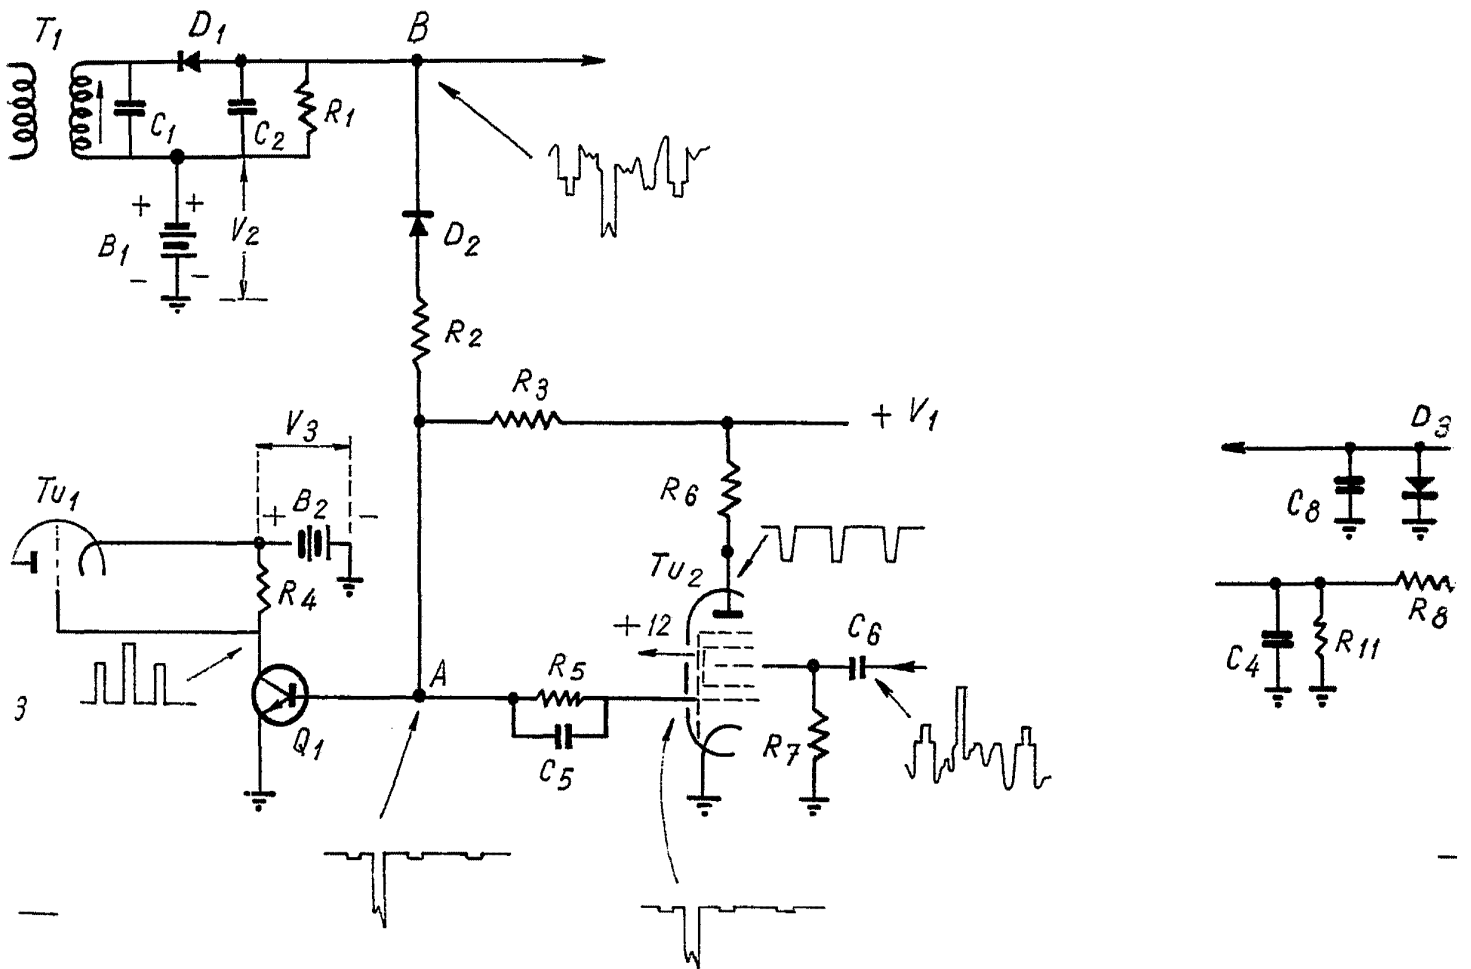 T1
D1
B
C1
C2
R1
+ +
B1
V2
- -
D2
R2
R3
+ V1
V3
Tu1
+ B2 -
R4
R6
Tu2
+12
C6
R5
A
C5
R7
Q1
3
D3
C8
R8
C4
R11